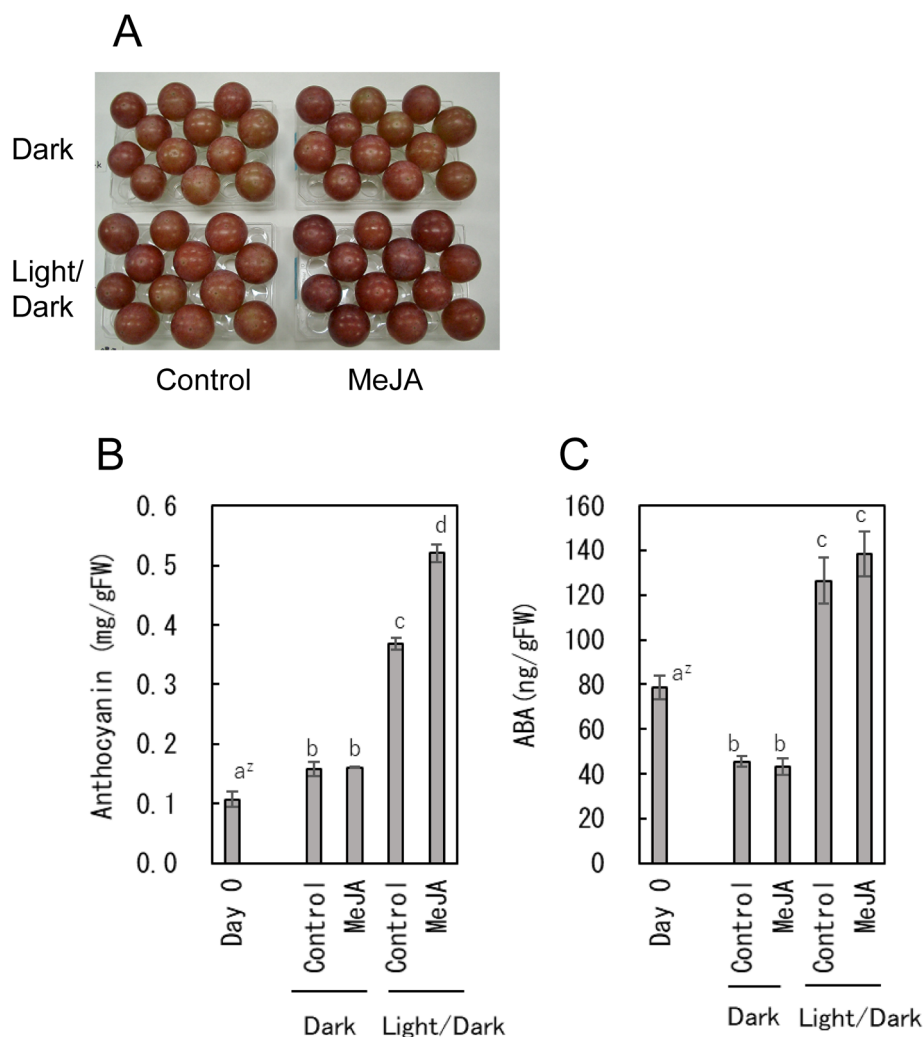 A
Dark
Light/
Dark
Control MeJA
B
Anthocyanin (mg/gFW)
0.6
0.5
0.4
0.3
0.2
0.1
0.0
aᶻ
b
b
c
d
Day 0
Control
MeJA
Control
MeJA
Dark Light/Dark
C
ABA(ng/gFW)
160
140
120
100
80
60
40
20
0
aᶻ
b
b
c
c
Day 0
Control
MeJA
Control
MeJA
Dark Light/Dark